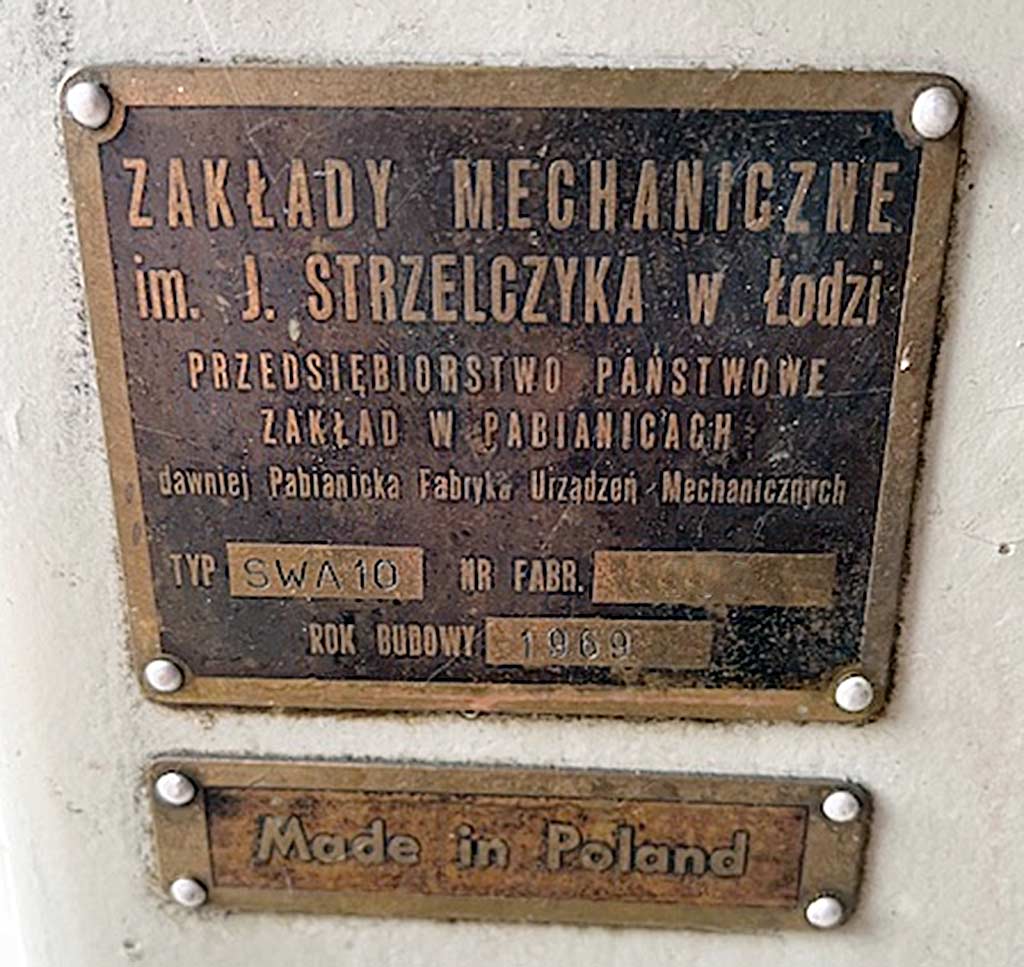 ZAKŁADY MECHANICZNE
im. J. STRZELCZYKA w Łodzi
PRZEDSIĘBIORSTWO PAŃSTWOWE
ZAKŁAD W PABIANICACH
dawniej Pabianicka Fabryka Urządzeń Mechanicznych
TYP SWA10 NR FABR.
ROK BUDOWY 1969
Made in Poland